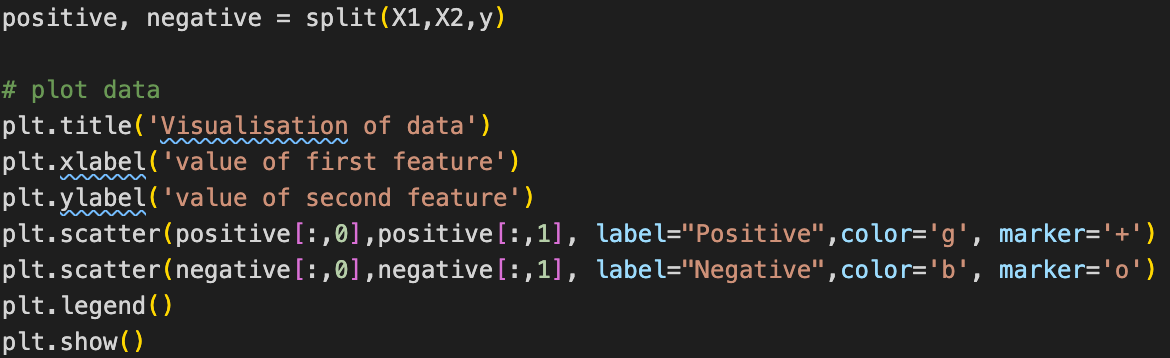 positive, negative = split(X1,X2,y)
# plot data
plt.title('Visualisation of data')
plt.xlabel('value of first feature')
plt.ylabel('value of second feature')
plt.scatter(positive[:,0],positive[:,1], label="Positive",color='g', marker='+')
plt.scatter(negative[:,0],negative[:,1], label="Negative",color='b', marker='o')
plt.legend()
plt.show()